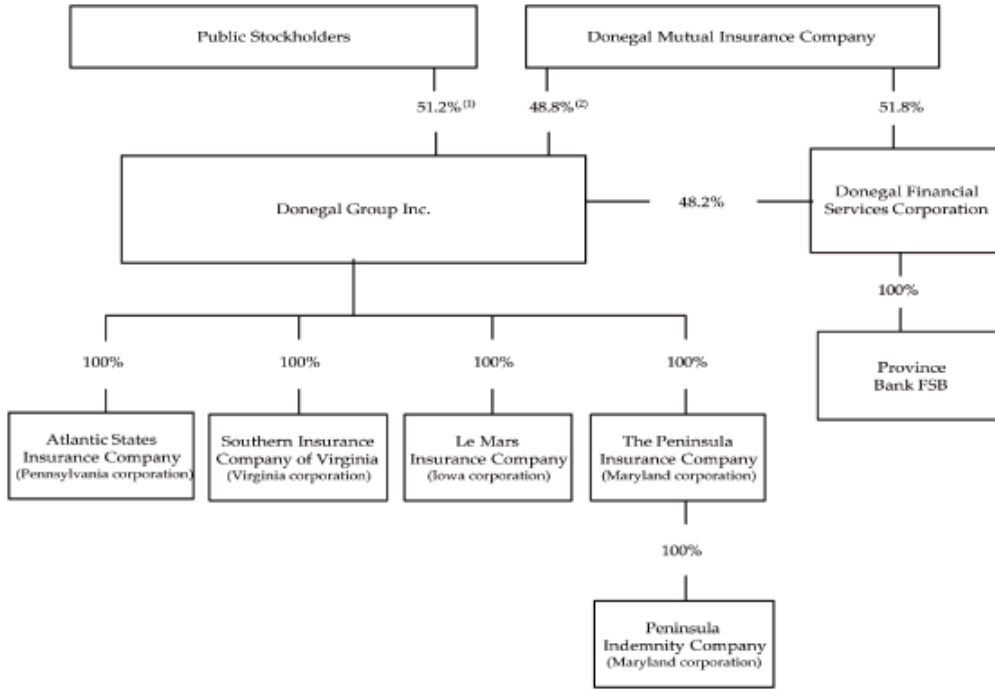 Public Stockholders
Donegal Mutual Insurance Company
51.2% (1)
48.8% (2)
51.8%
Donegal Group Inc.
48.2%
Donegal Financial
Services Corporation
100%
Province
Bank FSB
100%
100%
100%
100%
Atlantic States
Insurance Company
(Pennsylvania corporation)
Southern Insurance
Company of Virginia
(Virginia corporation)
Le Mars
Insurance Company
(Iowa corporation)
The Peninsula
Insurance Company
(Maryland corporation)
100%
Peninsula
Indemnity Company
(Maryland corporation)